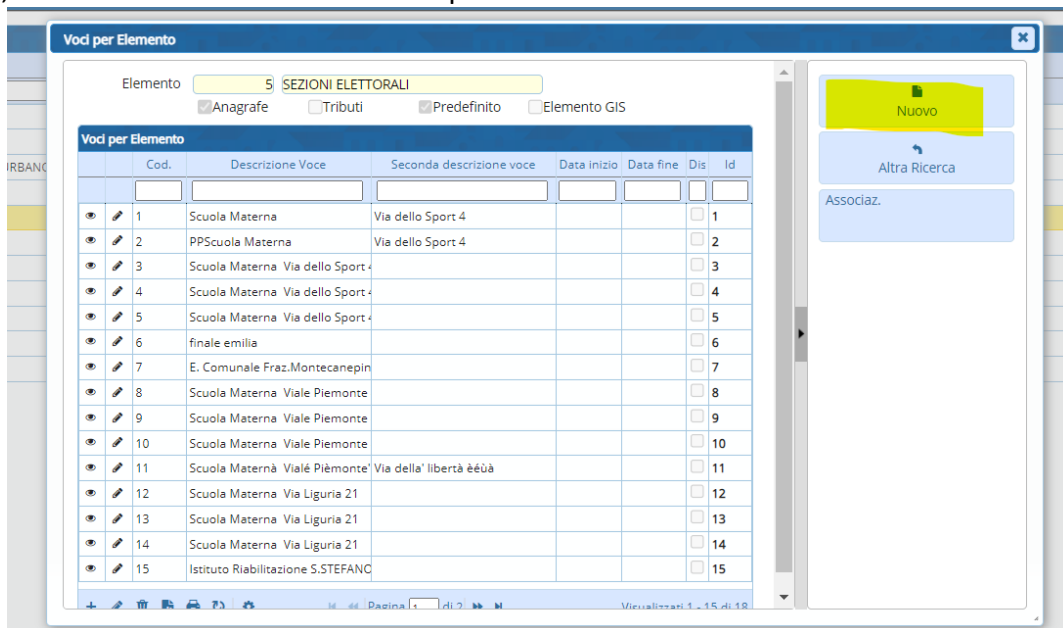 Voci per Elemento
Elemento 5 SEZIONI ELETTORALI
Anagrafe Tributi Predefinito Elemento GIS
Voci per Elemento
Cod. Descrizione Voce Seconda descrizione voce Data inizio Data fine Dis Id
1 Scuola Materna Via dello Sport 4 1
2 PPScuola Materna Via dello Sport 4 2
3 Scuola Materna Via dello Sport 4 3
4 Scuola Materna Via dello Sport 4 4
5 Scuola Materna Via dello Sport 4 5
6 finale emilia 6
7 E. Comunale Fraz.Montecanepin 7
8 Scuola Materna Viale Piemonte 8
9 Scuola Materna Viale Piemonte 9
10 Scuola Materna Viale Piemonte 10
11 Scuola Maternà Vialé Pièmonte' Via della' libertà èéùà 11
12 Scuola Materna Via Liguria 21 12
13 Scuola Materna Via Liguria 21 13
14 Scuola Materna Via Liguria 21 14
15 Istituto Riabilitazione S.STEFANO 15
Pagina 1 di 2 Visualizzati 1 - 15 di 18
Nuovo
Altra Ricerca
Associaz.